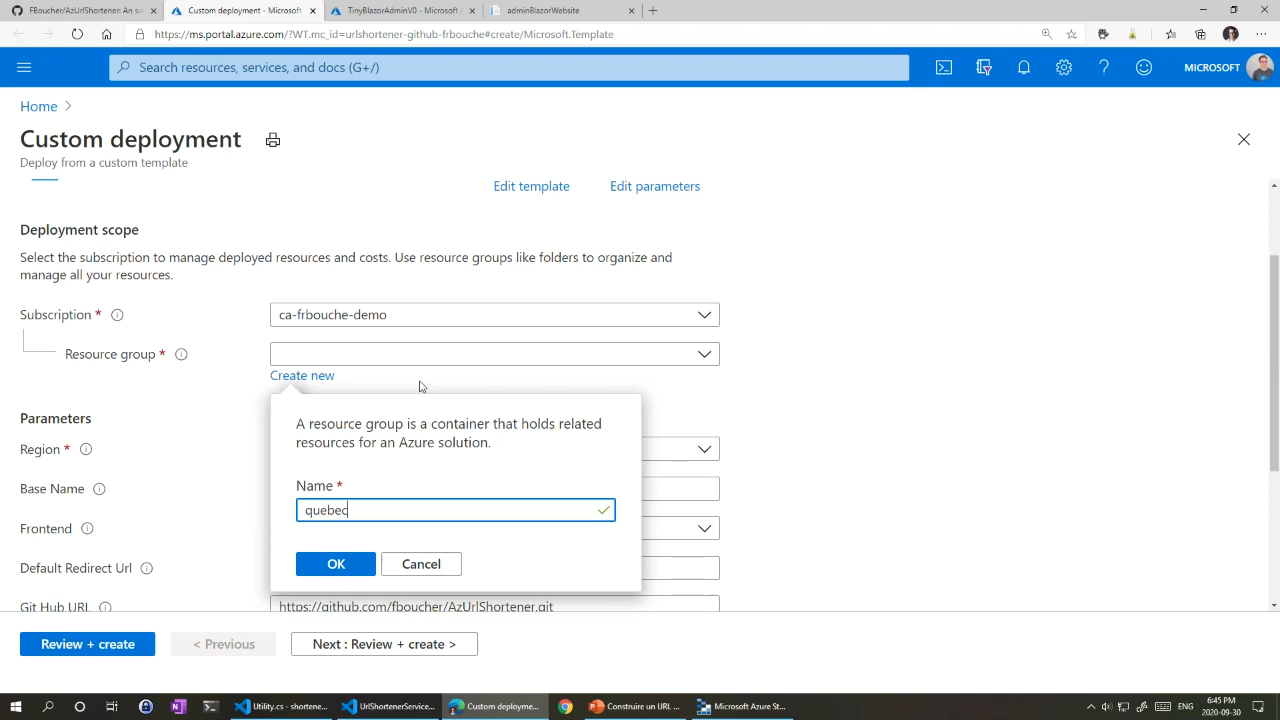 FBoucher/AzUrlShortener: An si
Custom deployment - Microsoft
TinyBlazorAdminV0 - Microsoft
adminBlazorWebsite
https://ms.portal.azure.com/?WT.mc_id=urlshortener-github-frbouche#create/Microsoft.Template
Search resources, services, and docs (G+/)
MICROSOFT
Home
Custom deployment
Deploy from a custom template
Edit template
Edit parameters
Deployment scope
Select the subscription to manage deployed resources and costs. Use resource groups like folders to organize and
manage all your resources.
Subscription *
ca-frbouche-demo
Resource group *
Create new
A resource group is a container that holds related
resources for an Azure solution.
Name *
quebec
OK
Cancel
Parameters
Region *
Base Name
Frontend
Default Redirect Url
Git Hub URL
https://github.com/fboucher/AzUrlShortener.git
Review + create
< Previous
Next : Review + create >
Utility.cs - shortene...
UrlShortenerService...
Custom deployme...
Construire un URL ...
Microsoft Azure St...
ENG
6:45 PM
2020-09-30